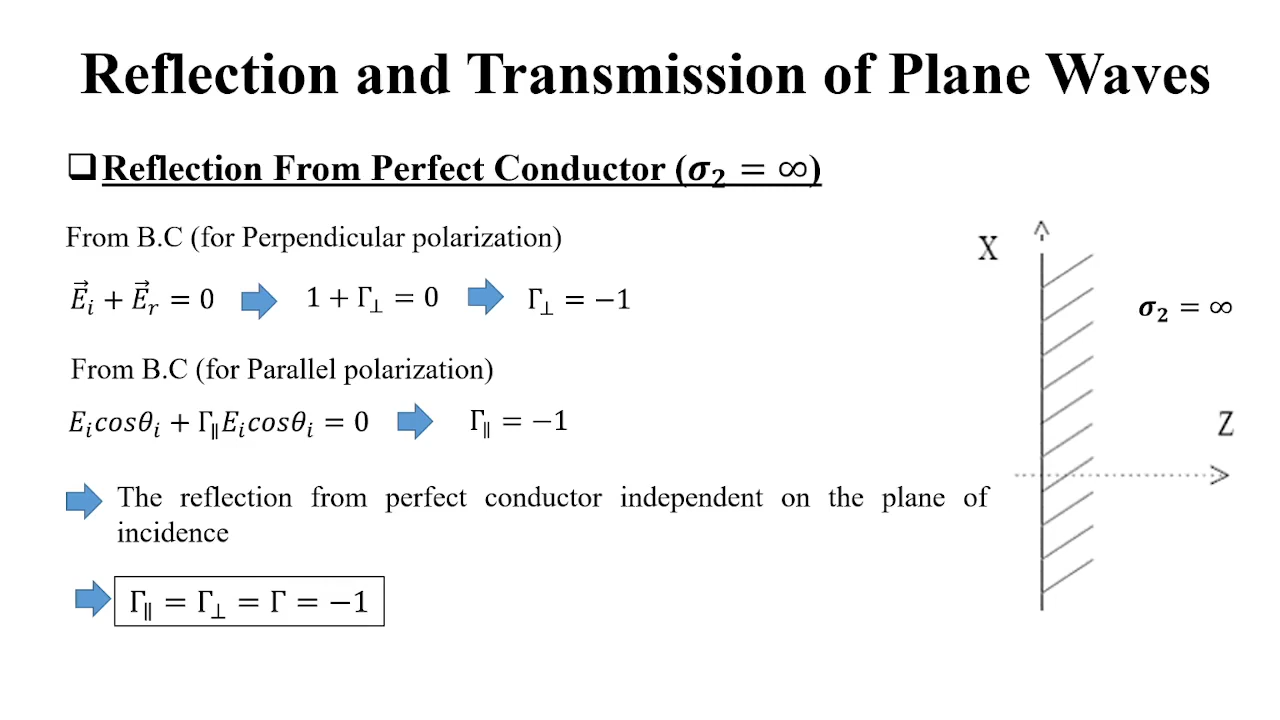 Reflection and Transmission of Plane Waves
❑Reflection From Perfect Conductor (𝝈₂ = ∞)
From B.C (for Perpendicular polarization)
E⃗ᵢ + E⃗ᵣ = 0 1 + Γ⊥ = 0 Γ⊥ = −1
From B.C (for Parallel polarization)
Eᵢcosθᵢ + Γ∥Eᵢcosθᵢ = 0 Γ∥ = −1
The reflection from perfect conductor independent on the plane of
incidence
Γ∥ = Γ⊥ = Γ = −1
X
𝝈₂ = ∞
Z